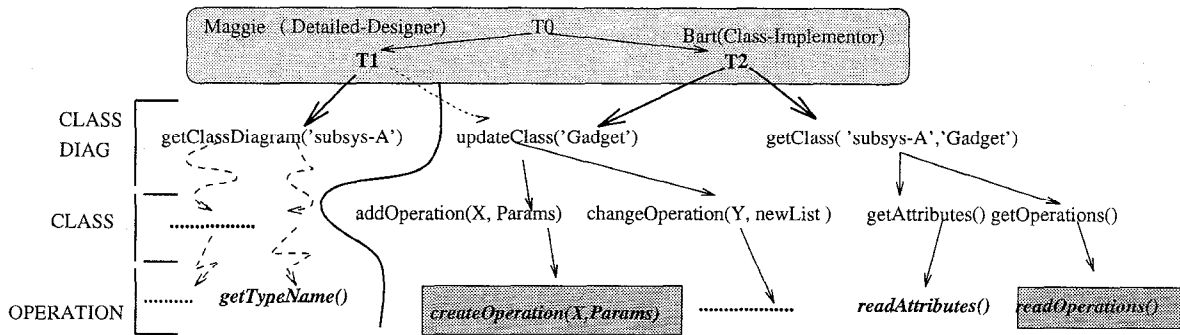 Maggie ( Detailed-Designer)
T0
Bart(Class-Implementor)
T1
T2
CLASS
DIAG
getClassDiagram('subsys-A')
updateClass('Gadget')
getClass( 'subsys-A','Gadget')
CLASS
addOperation(X, Params)
changeOperation(Y, newList )
getAttributes() getOperations()
OPERATION
getTypeName()
createOperation(X,Params)
readAttributes()
readOperations()